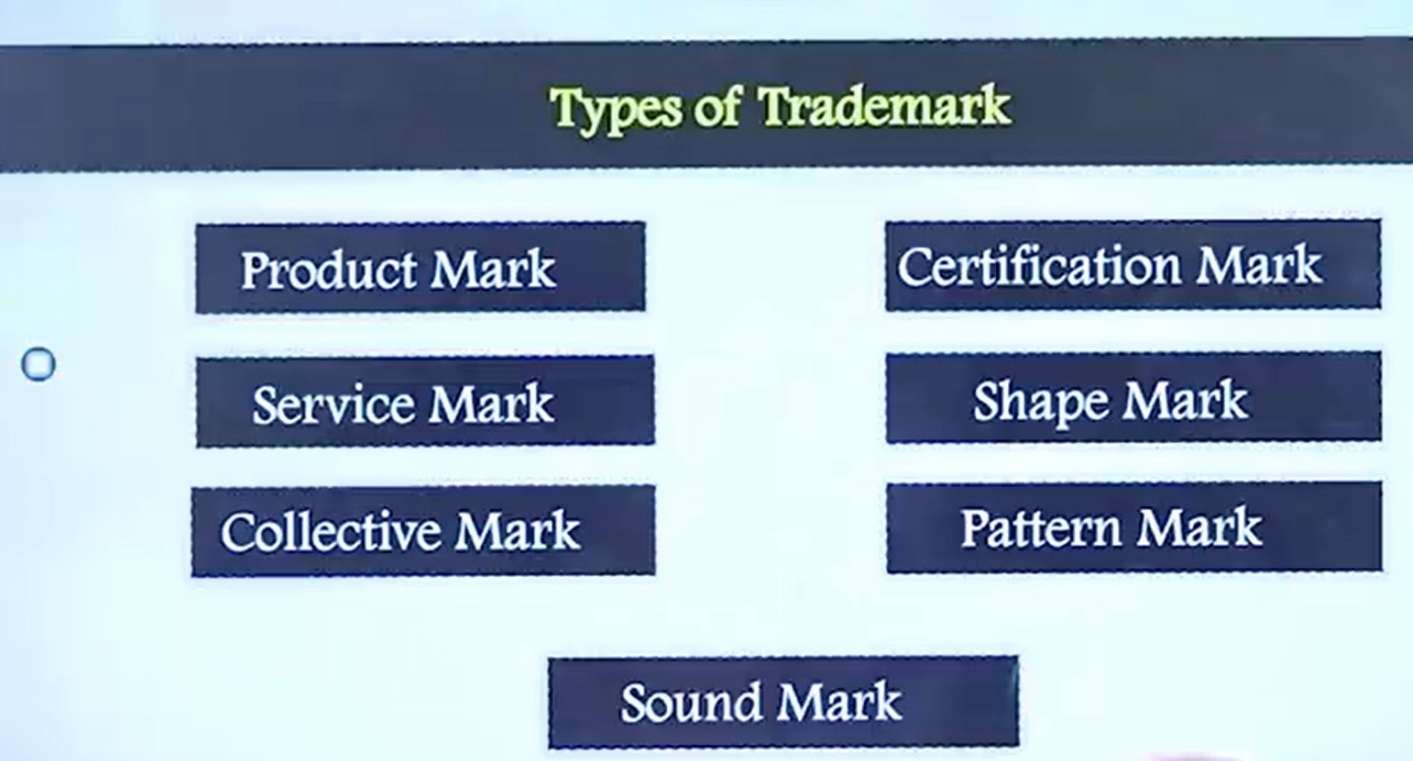 Types of Trademark
Product Mark
Certification Mark
Service Mark
Shape Mark
Collective Mark
Pattern Mark
Sound Mark